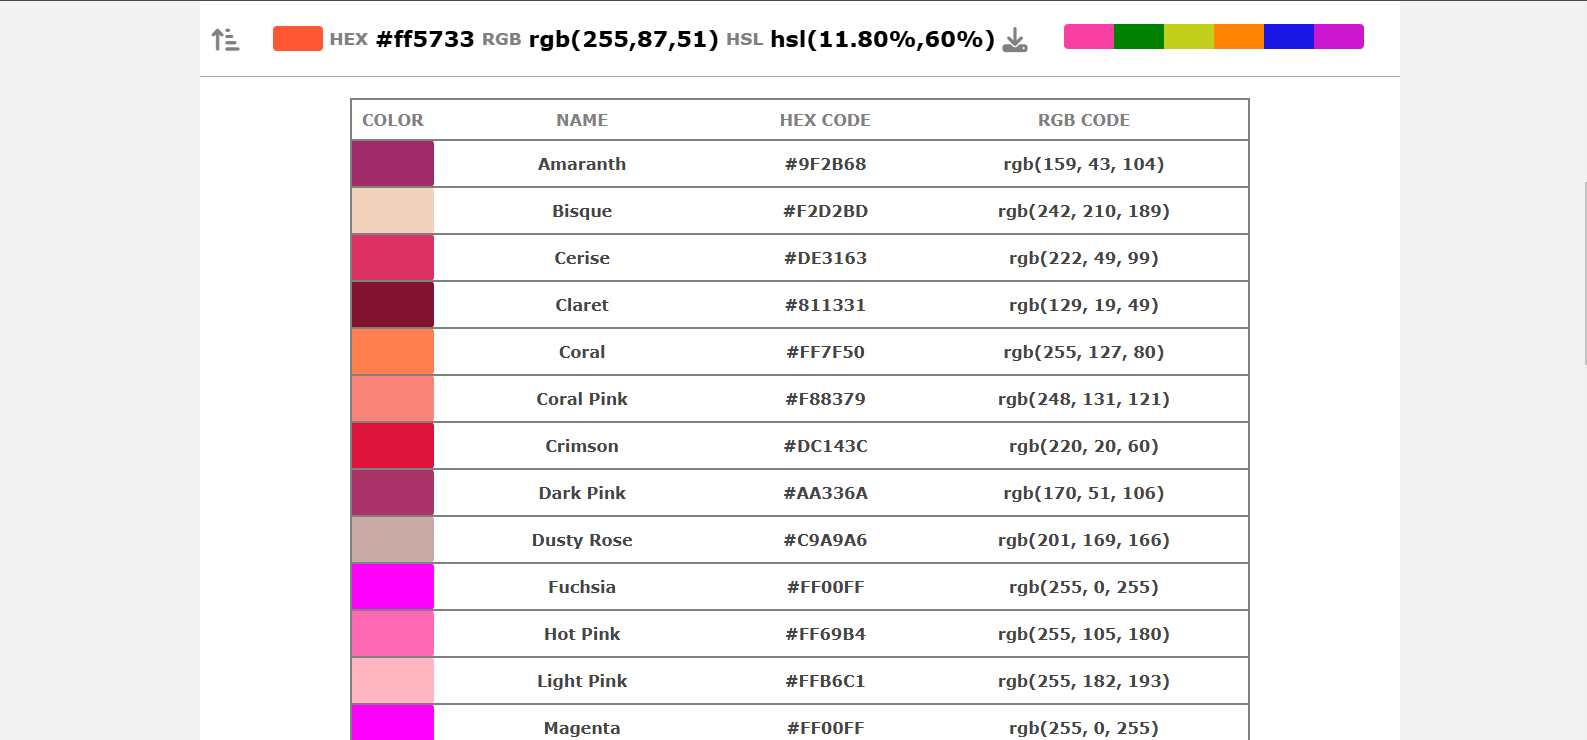 HEX #ff5733 RGB rgb(255,87,51) HSL hsl(11.80%,60%)
COLOR NAME HEX CODE RGB CODE
Amaranth #9F2B68 rgb(159, 43, 104)
Bisque #F2D2BD rgb(242, 210, 189)
Cerise #DE3163 rgb(222, 49, 99)
Claret #811331 rgb(129, 19, 49)
Coral #FF7F50 rgb(255, 127, 80)
Coral Pink #F88379 rgb(248, 131, 121)
Crimson #DC143C rgb(220, 20, 60)
Dark Pink #AA336A rgb(170, 51, 106)
Dusty Rose #C9A9A6 rgb(201, 169, 166)
Fuchsia #FF00FF rgb(255, 0, 255)
Hot Pink #FF69B4 rgb(255, 105, 180)
Light Pink #FFB6C1 rgb(255, 182, 193)
Magenta #FF00FF rgb(255, 0, 255)